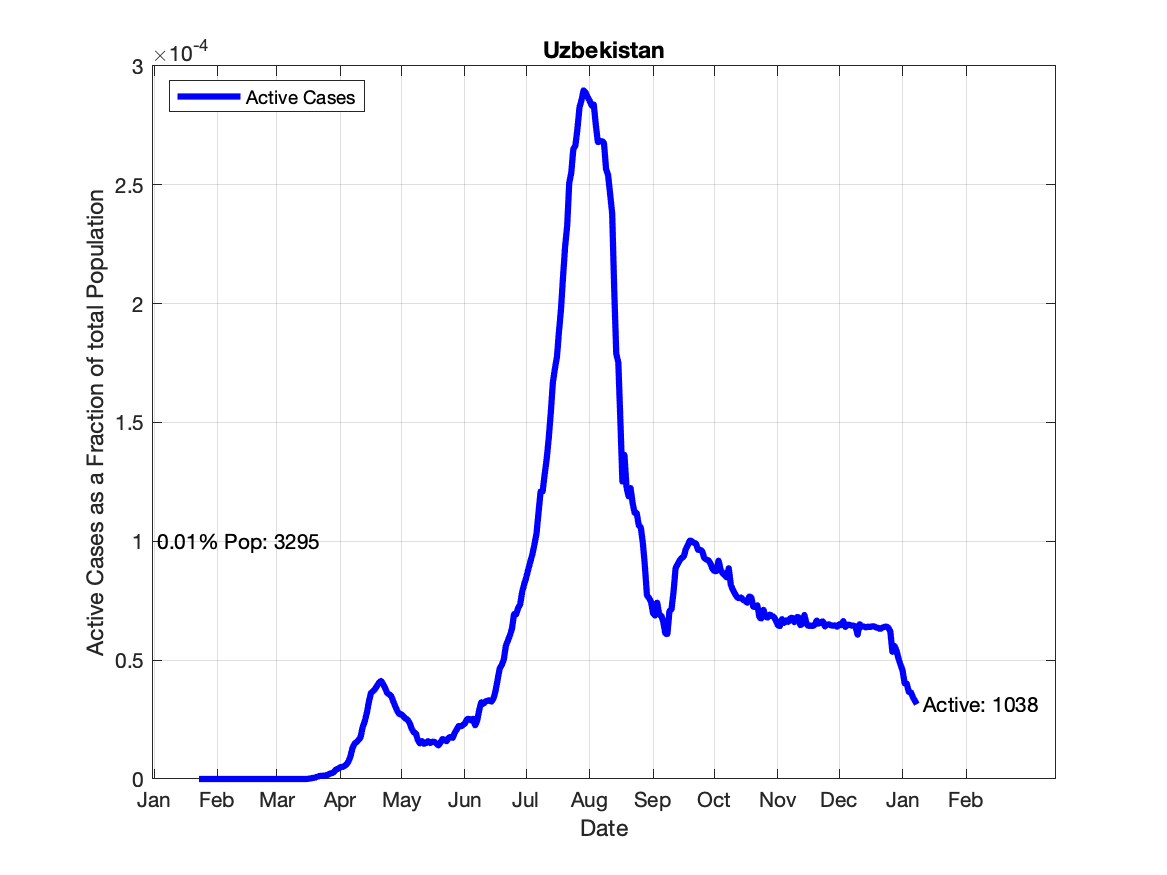 Uzbekistan
×10-4
Active Cases
3
2.5
2
1.5
1
0.5
0
Active Cases as a Fraction of total Population
0.01% Pop: 3295
Active: 1038
Jan Feb Mar Apr May Jun Jul Aug Sep Oct Nov Dec Jan Feb
Date